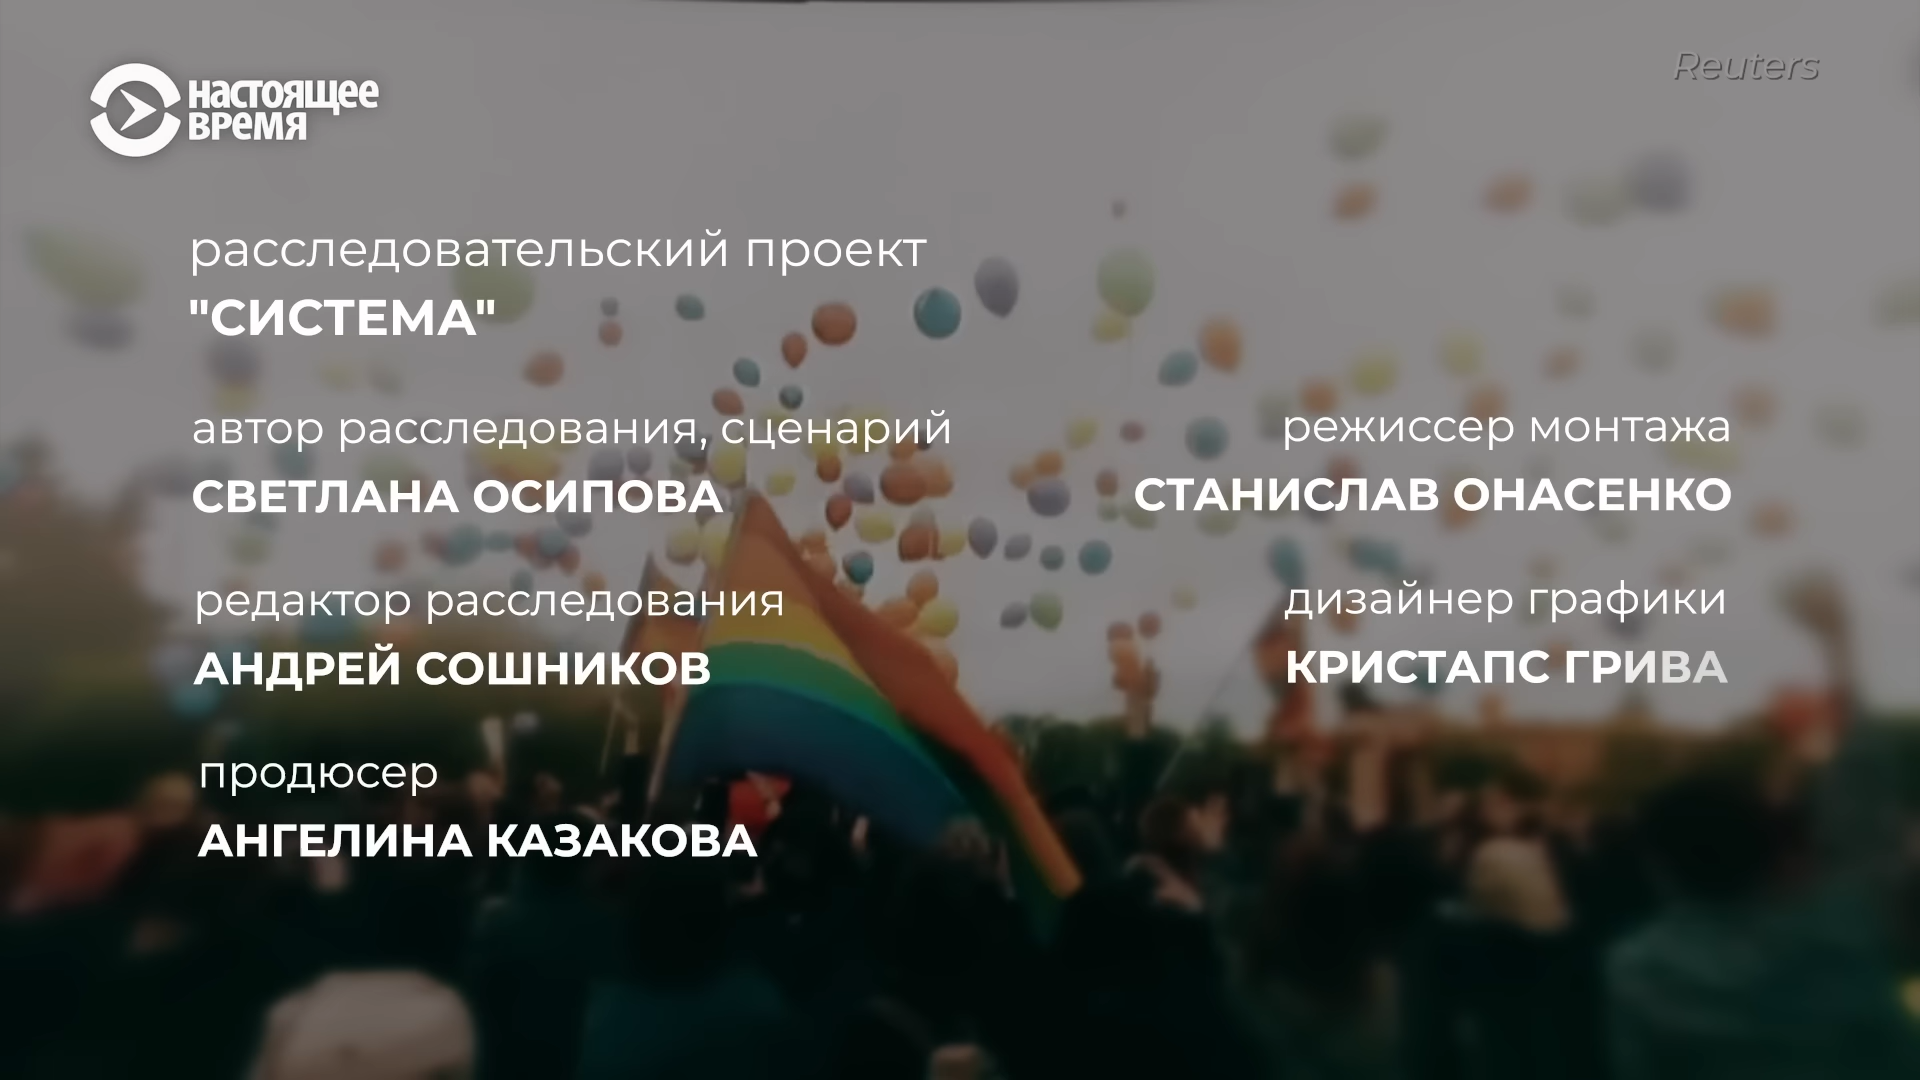 НАСТОЯЩЕЕ
ВРЕМЯ
Reuters
расследовательский проект
"СИСТЕМА"
автор расследования, сценарий
СВЕТЛАНА ОСИПОВА
редактор расследования
АНДРЕЙ СОШНИКОВ
продюсер
АНГЕЛИНА КАЗАКОВА
режиссер монтажа
СТАНИСЛАВ ОНАСЕНКО
дизайнер графики
КРИСТАПС ГРИВА